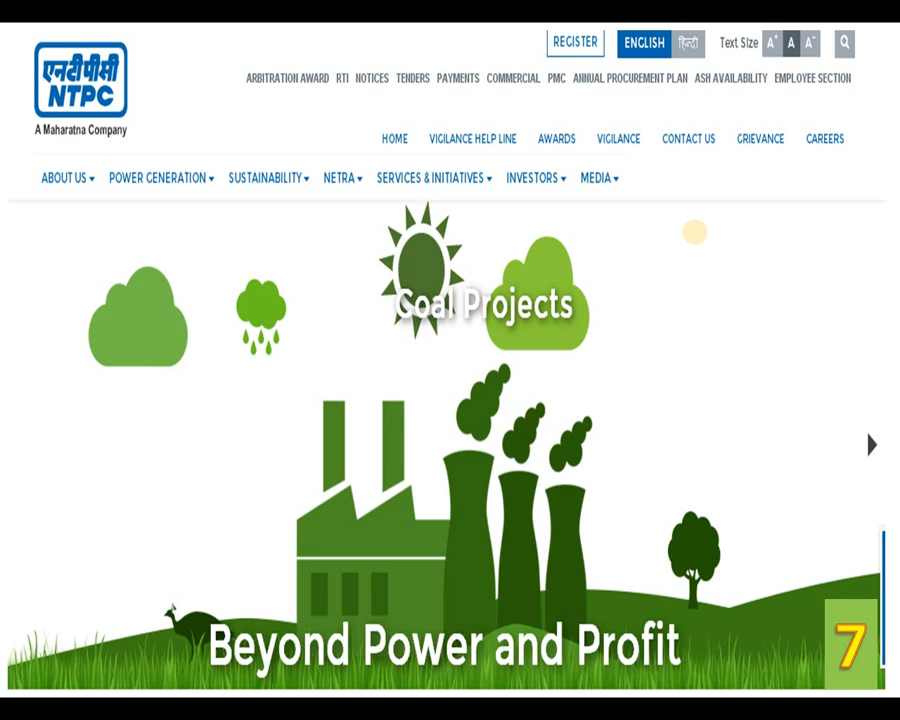 REGISTER ENGLISH हिन्दी Text Size A+ A A-
एनटीपीसी
NTPC
A Maharatna Company
ARBITRATION AWARD RTI NOTICES TENDERS PAYMENTS COMMERCIAL PMC ANNUAL PROCUREMENT PLAN ASH AVAILABILITY EMPLOYEE SECTION
HOME VIGILANCE HELP LINE AWARDS VIGILANCE CONTACT US GRIEVANCE CAREERS
ABOUT US POWER GENERATION SUSTAINABILITY NETRA SERVICES & INITIATIVES INVESTORS MEDIA
Coal Projects
Beyond Power and Profit
7